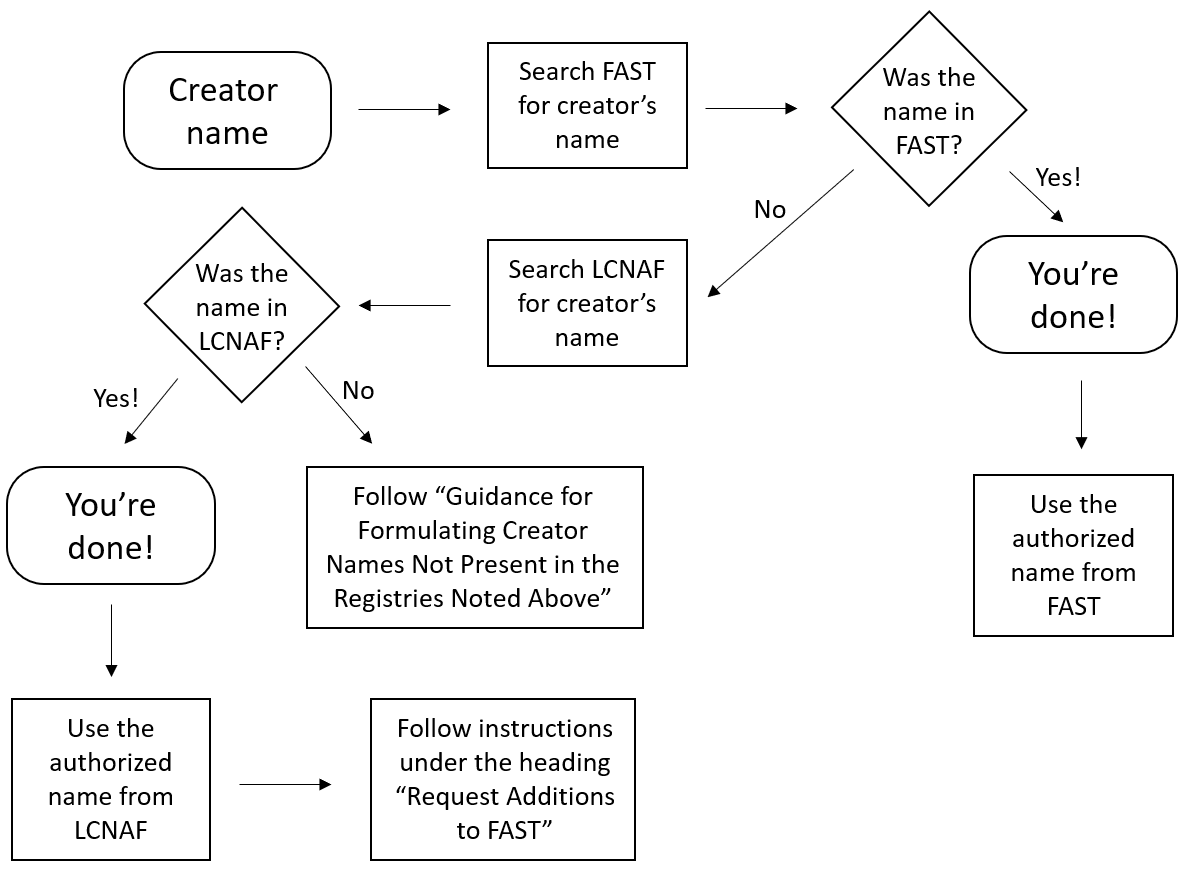 Creator
name
Search FAST
for creator’s
name
Was the
name in
FAST?
Yes!
No
You’re
done!
Use the
authorized
name from
FAST
Search LCNAF
for creator’s
name
Was the
name in
LCNAF?
Yes!
No
You’re
done!
Follow “Guidance for
Formulating Creator
Names Not Present in the
Registries Noted Above”
Use the
authorized
name from
LCNAF
Follow instructions
under the heading
“Request Additions
to FAST”